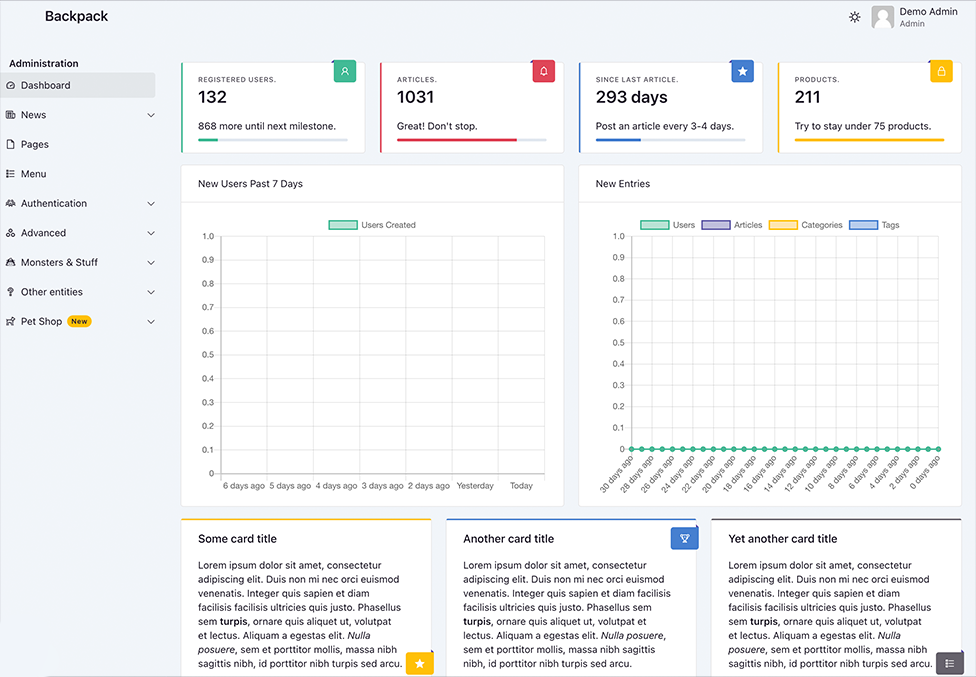 Backpack
Demo Admin
Admin
Administration
Dashboard
News
Pages
Menu
Authentication
Advanced
Monsters & Stuff
Other entities
Pet Shop New
REGISTERED USERS.
132
868 more until next milestone.
ARTICLES.
1031
Great! Don't stop.
SINCE LAST ARTICLE.
293 days
Post an article every 3-4 days.
PRODUCTS.
211
Try to stay under 75 products.
New Users Past 7 Days
Users Created
1.0
0.9
0.8
0.7
0.6
0.5
0.4
0.3
0.2
0.1
0
6 days ago 5 days ago 4 days ago 3 days ago 2 days ago Yesterday Today
New Entries
Users Articles Categories Tags
1.0
0.9
0.8
0.7
0.6
0.5
0.4
0.3
0.2
0.1
0
30 days ago 28 days ago 26 days ago 24 days ago 22 days ago 20 days ago 18 days ago 16 days ago 14 days ago 12 days ago 10 days ago 8 days ago 6 days ago 4 days ago 2 days ago 0 days ago
Some card title
Lorem ipsum dolor sit amet, consectetur
adipiscing elit. Duis non mi nec orci euismod
venenatis. Integer quis sapien et diam
facilisis facilisis ultricies quis justo. Phasellus
sem turpis, ornare quis aliquet ut, volutpat
et lectus. Aliquam a egestas elit. Nulla
posuere, sem et porttitor mollis, massa nibh
sagittis nibh, id porttitor nibh turpis sed arcu.
Another card title
Lorem ipsum dolor sit amet, consectetur
adipiscing elit. Duis non mi nec orci euismod
venenatis. Integer quis sapien et diam
facilisis facilisis ultricies quis justo. Phasellus sem
turpis, ornare quis aliquet ut, volutpat et
lectus. Aliquam a egestas elit. Nulla posuere,
sem et porttitor mollis, massa nibh sagittis
nibh, id porttitor nibh turpis sed arcu.
Yet another card title
Lorem ipsum dolor sit amet, consectetur
adipiscing elit. Duis non mi nec orci euismod
venenatis. Integer quis sapien et diam
facilisis facilisis ultricies quis justo. Phasellus
sem turpis, ornare quis aliquet ut, volutpat
et lectus. Aliquam a egestas elit. Nulla
posuere, sem et porttitor mollis, massa nibh
sagittis nibh, id porttitor nibh turpis sed arcu.